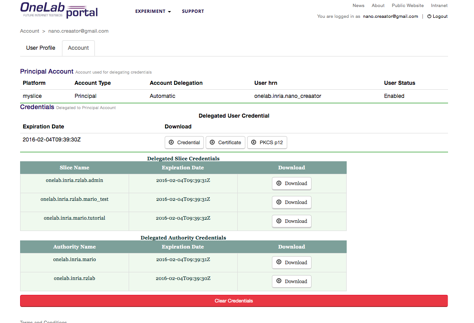 OneLab portal
FUTURE INTERNET TESTBEDS
EXPERIMENT
SUPPORT
News About Public Website Intranet
You are logged in as nano.creaator@gmail.com | Logout
Account > nano.creaator@gmail.com
User Profile Account
Principal Account Account used for delegating credentials
Platform Account Type Account Delegation User hrn User Status
myslice Principal Automatic onelab.inria.nano_creaator Enabled
Credentials Delegated to Principal Account
Delegated User Credential
Expiration Date Download
2016-02-04T09:39:30Z Credential Certificate PKCS p12
Delegated Slice Credentials
Slice Name Expiration Date Download
onelab.inria.rzlab.admin 2016-02-04T09:39:31Z Download
onelab.inria.rzlab.mario_test 2016-02-04T09:39:31Z Download
onelab.inria.mario.tutorial 2016-02-04T09:39:32Z Download
Delegated Authority Credentials
Authority Name Expiration Date Download
onelab.inria.mario 2016-02-04T09:39:31Z Download
onelab.inria.rzlab 2016-02-04T09:39:30Z Download
Clear Credentials
Terms and Conditions